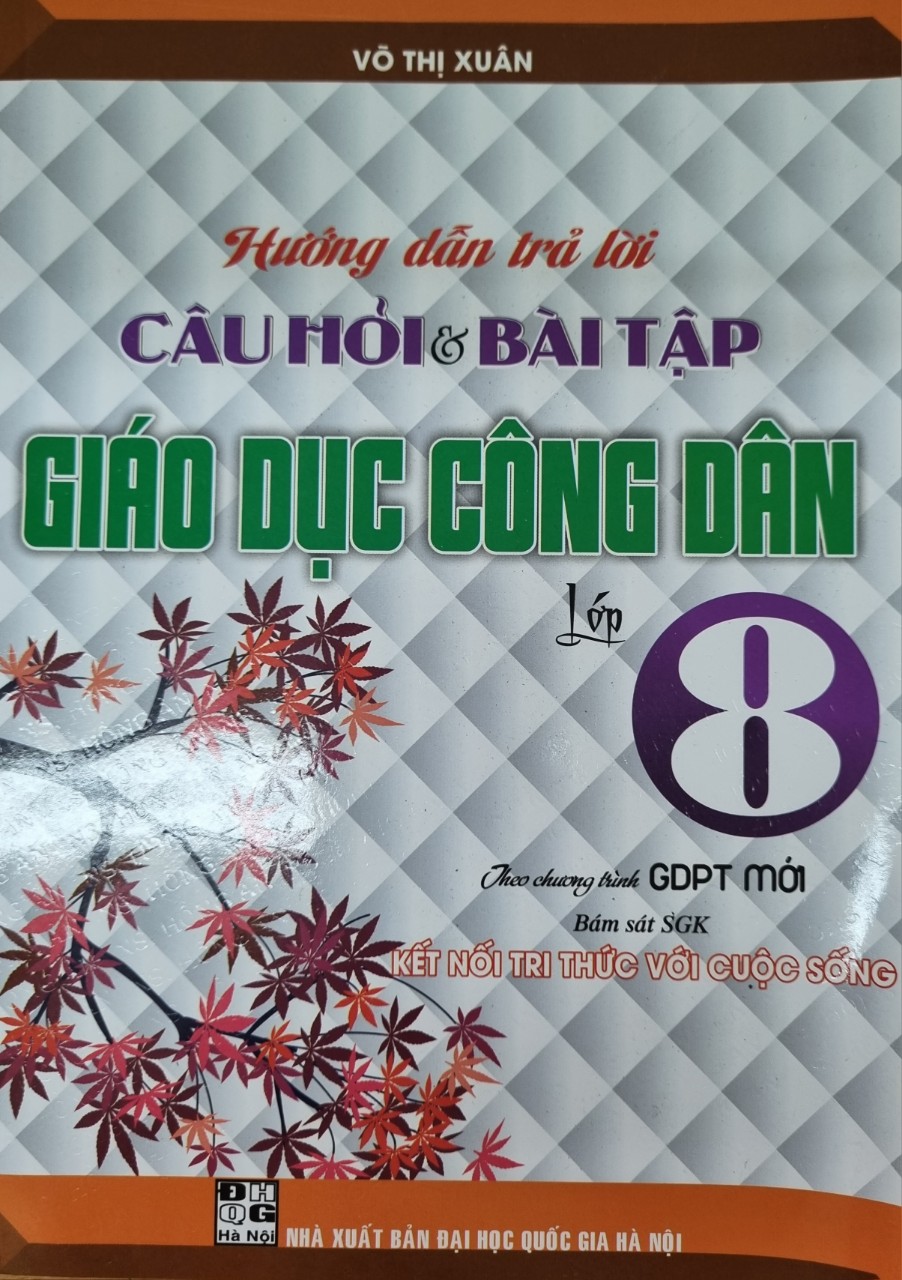 VÕ THỊ XUÂN
Hướng dẫn trả lời
CÂU HỎI & BÀI TẬP
GIÁO DỤC CÔNG DÂN
Lớp 8
Theo chương trình GDPT MỚI
Bám sát SGK
KẾT NỐI TRI THỨC VỚI CUỘC SỐNG
ĐH
QG
Hà Nội
NHÀ XUẤT BẢN ĐẠI HỌC QUỐC GIA HÀ NỘI